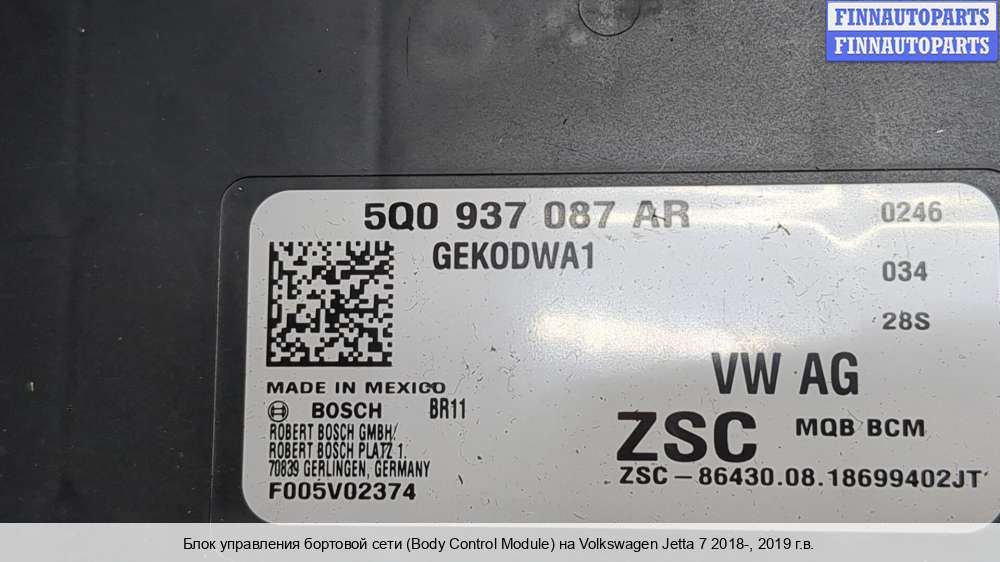 FINNAUTOPARTS
FINNAUTOPARTS
5Q0 937 087 AR 0246
GEKODWA1
034
28S
VW AG
MADE IN MEXICO
BOSCH BR11
ZSC MQB BCM
ROBERT BOSCH GMBH/
ROBERT BOSCH PLATZ 1.
70839 GERLINGEN, GERMANY
ZSC-86430.08.18699402JT
F005V02374
Блок управления бортовой сети (Body Control Module) на Volkswagen Jetta 7 2018-, 2019 г.в.